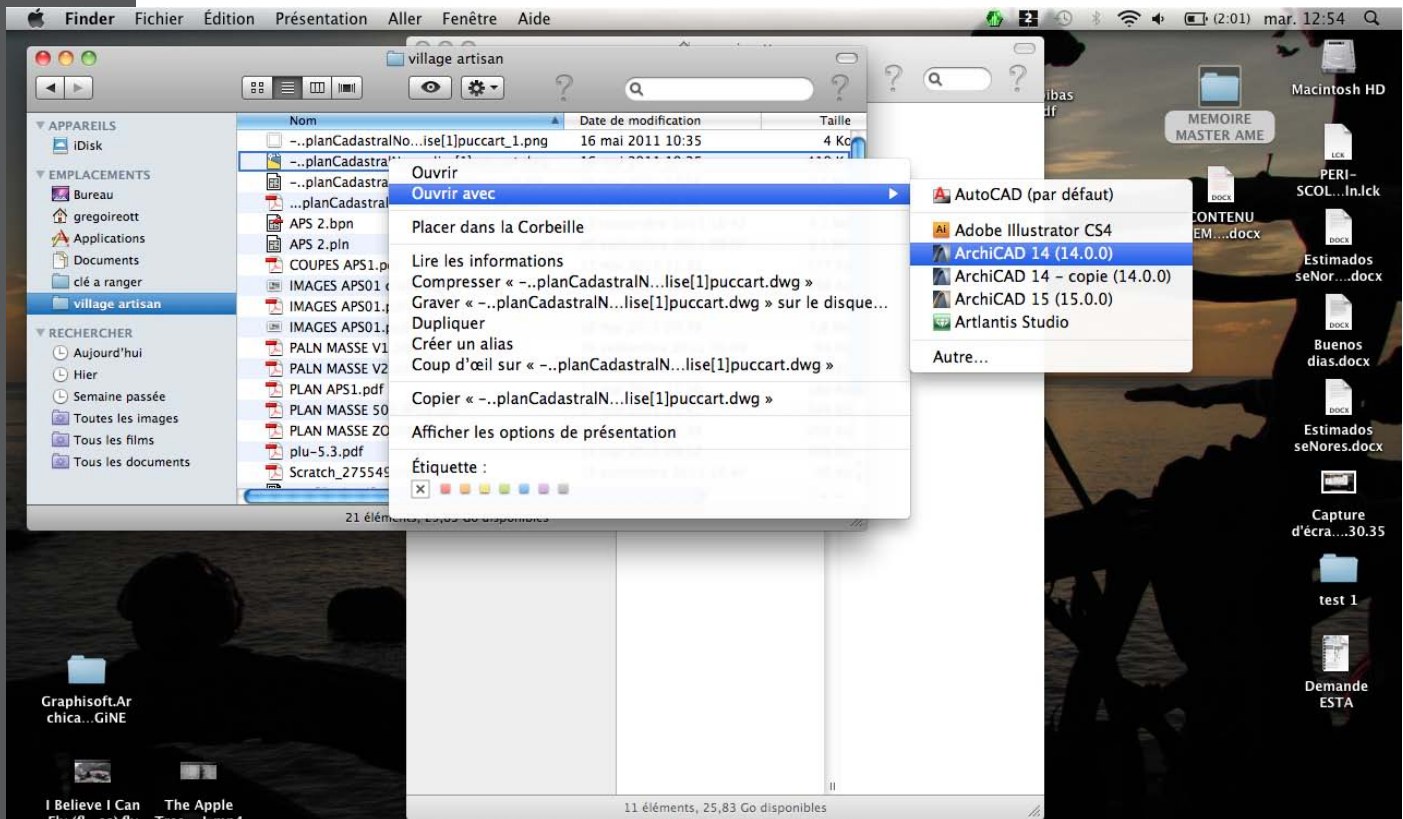 Finder Fichier Édition Présentation Aller Fenêtre Aide
2 (2:01) mar. 12:54
village artisan
Nom Date de modification Taille
APPAREILS
iDisk
EMPLACEMENTS
Bureau
gregoireott
Applications
Documents
clé a ranger
village artisan
RECHERCHER
Aujourd'hui
Hier
Semaine passée
Toutes les images
Tous les films
Tous les documents
-..planCadastralNo...ise[1]puccart_1.png 16 mai 2011 10:35 4 Ko
-..planCadastra
...planCadastral
APS 2.bpn
APS 2.pln
COUPES APS1.p
IMAGES APS01
IMAGES APS01.
PALN MASSE V1
PALN MASSE V2
PLAN APS1.pdf
PLAN MASSE 50
PLAN MASSE ZO
plu-5.3.pdf
Scratch_275549
21 élém
Ouvrir
Ouvrir avec
Placer dans la Corbeille
Lire les informations
Compresser « -..planCadastralN...lise[1]puccart.dwg »
Graver « -..planCadastralN...lise[1]puccart.dwg » sur le disque...
Dupliquer
Créer un alias
Coup d'œil sur « -..planCadastralN...lise[1]puccart.dwg »
Copier « -..planCadastralN...lise[1]puccart.dwg »
Afficher les options de présentation
Étiquette :
AutoCAD (par défaut)
Adobe Illustrator CS4
ArchiCAD 14 (14.0.0)
ArchiCAD 14 – copie (14.0.0)
ArchiCAD 15 (15.0.0)
Artlantis Studio
Autre...
11 éléments, 25,83 Go disponibles
Macintosh HD
MEMOIRE
MASTER AME
PERI-
SCOL...ln.lck
CONTENU
EM....docx
Estimados
seNor....docx
Buenos
dias.docx
Estimados
seNores.docx
Capture
d'écra....30.35
test 1
Demande
ESTA
Graphisoft.Ar
chica...GiNE
I Believe I Can
The Apple